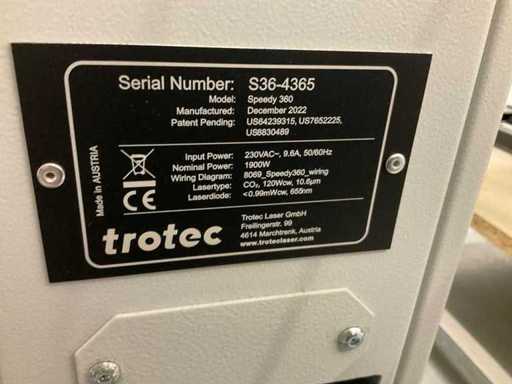 Serial Number: S36-4365
Model: Speedy 360
Manufactured: December 2022
Patent Pending: US64239315, US7652225,
US6830489
Made in AUSTRIA
Input Power: 230VAC~, 9.6A, 50/60Hz
Nominal Power: 1900W
Wiring Diagram: 8069_Speedy360_wiring
Lasertype: CO₂, 120Wcw, 10.6µm
Laserdiode: <0.99mWcw, 655nm
CE
trotec
Trotec Laser GmbH
Freilingerstr. 99
4614 Marchtrenk, Austria
www.troteclaser.com